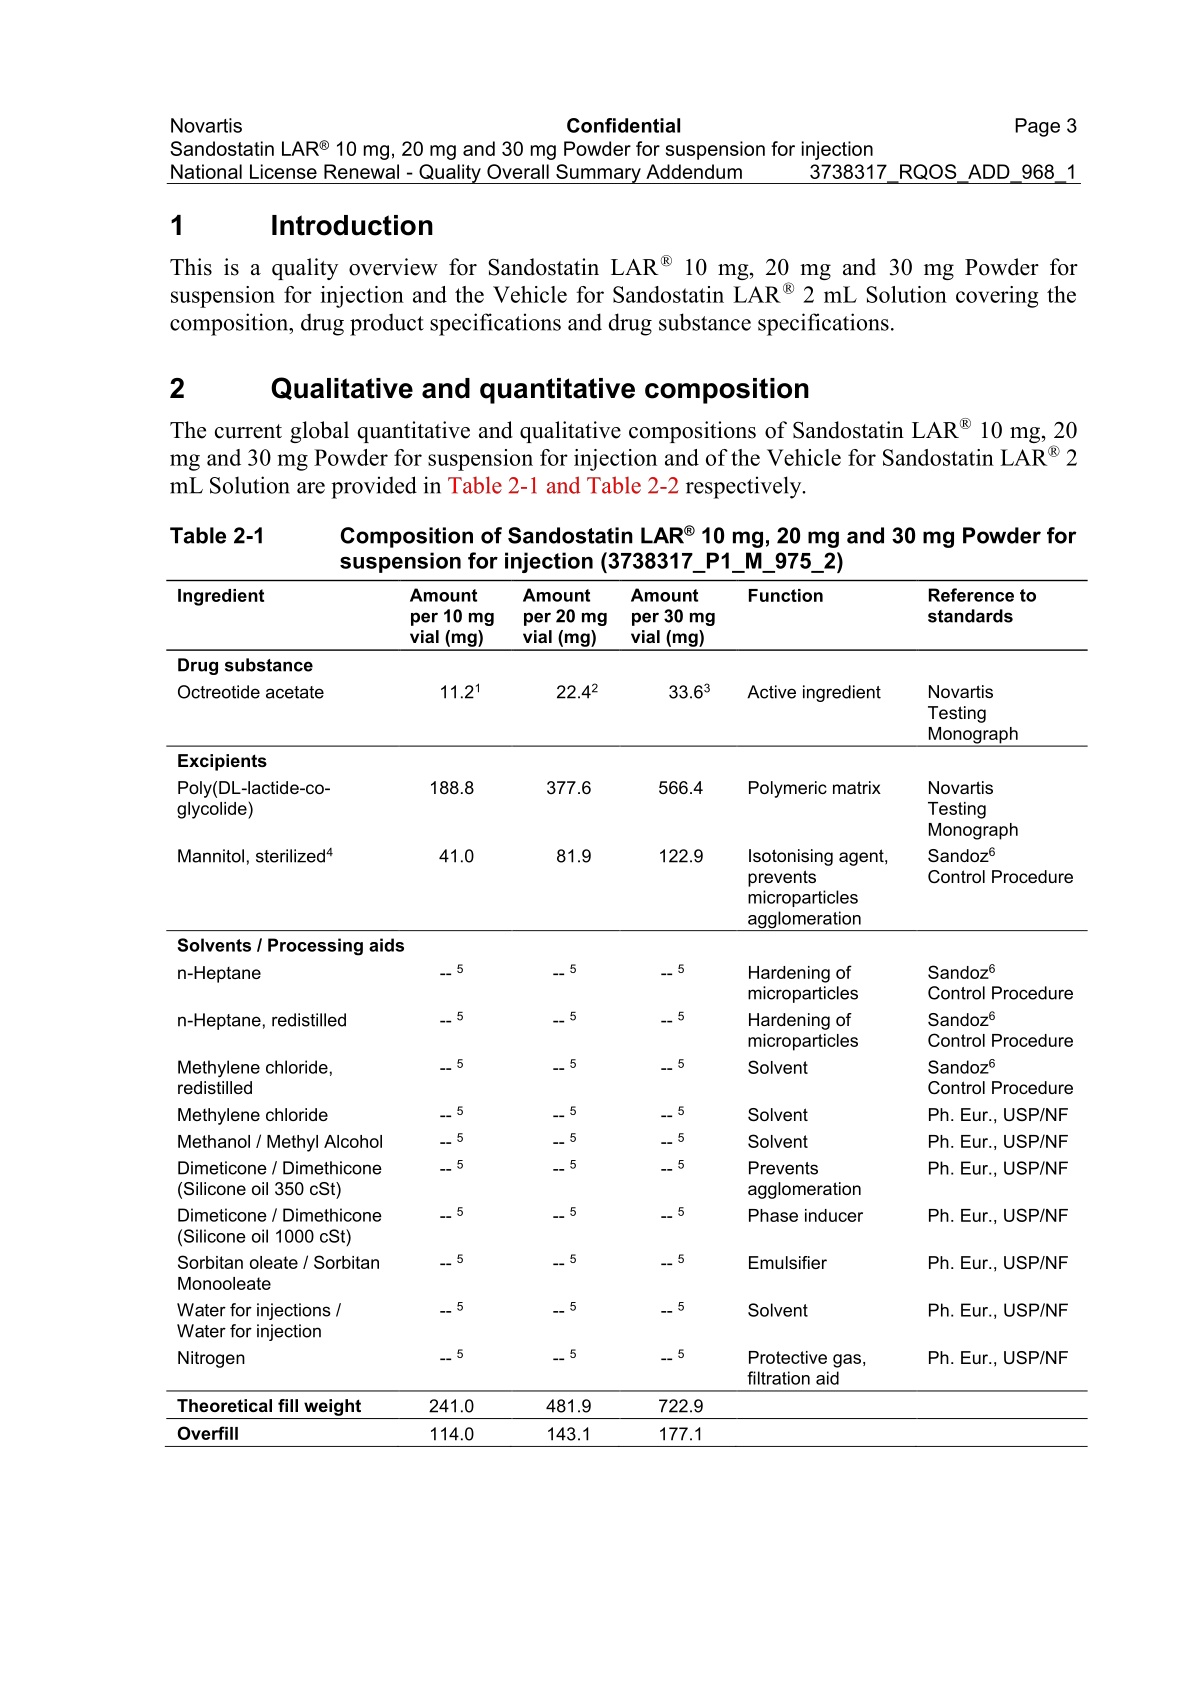 Novartis Confidential Page 3
Sandostatin LAR® 10 mg, 20 mg and 30 mg Powder for suspension for injection
National License Renewal - Quality Overall Summary Addendum 3738317_RQOS_ADD_968_1
1 Introduction
This is a quality overview for Sandostatin LAR® 10 mg, 20 mg and 30 mg Powder for
suspension for injection and the Vehicle for Sandostatin LAR® 2 mL Solution covering the
composition, drug product specifications and drug substance specifications.
2 Qualitative and quantitative composition
The current global quantitative and qualitative compositions of Sandostatin LAR® 10 mg, 20
mg and 30 mg Powder for suspension for injection and of the Vehicle for Sandostatin LAR® 2
mL Solution are provided in Table 2-1 and Table 2-2 respectively.
Table 2-1 Composition of Sandostatin LAR® 10 mg, 20 mg and 30 mg Powder for
suspension for injection (3738317_P1_M_975_2)
Ingredient Amount Amount Amount Function Reference to
per 10 mg per 20 mg per 30 mg standards
vial (mg) vial (mg) vial (mg)
Drug substance
Octreotide acetate 11.2¹ 22.4² 33.6³ Active ingredient Novartis
Testing
Monograph
Excipients
Poly(DL-lactide-co- 188.8 377.6 566.4 Polymeric matrix Novartis
glycolide) Testing
Monograph
Mannitol, sterilized⁴ 41.0 81.9 122.9 Isotonising agent, Sandoz⁶
prevents Control Procedure
microparticles
agglomeration
Solvents / Processing aids
n-Heptane -- ⁵ -- ⁵ -- ⁵ Hardening of Sandoz⁶
microparticles Control Procedure
n-Heptane, redistilled -- ⁵ -- ⁵ -- ⁵ Hardening of Sandoz⁶
microparticles Control Procedure
Methylene chloride, -- ⁵ -- ⁵ -- ⁵ Solvent Sandoz⁶
redistilled Control Procedure
Methylene chloride -- ⁵ -- ⁵ -- ⁵ Solvent Ph. Eur., USP/NF
Methanol / Methyl Alcohol -- ⁵ -- ⁵ -- ⁵ Solvent Ph. Eur., USP/NF
Dimeticone / Dimethicone -- ⁵ -- ⁵ -- ⁵ Prevents Ph. Eur., USP/NF
(Silicone oil 350 cSt) agglomeration
Dimeticone / Dimethicone -- ⁵ -- ⁵ -- ⁵ Phase inducer Ph. Eur., USP/NF
(Silicone oil 1000 cSt)
Sorbitan oleate / Sorbitan -- ⁵ -- ⁵ -- ⁵ Emulsifier Ph. Eur., USP/NF
Monooleate
Water for injections / -- ⁵ -- ⁵ -- ⁵ Solvent Ph. Eur., USP/NF
Water for injection
Nitrogen -- ⁵ -- ⁵ -- ⁵ Protective gas, Ph. Eur., USP/NF
filtration aid
Theoretical fill weight 241.0 481.9 722.9
Overfill 114.0 143.1 177.1